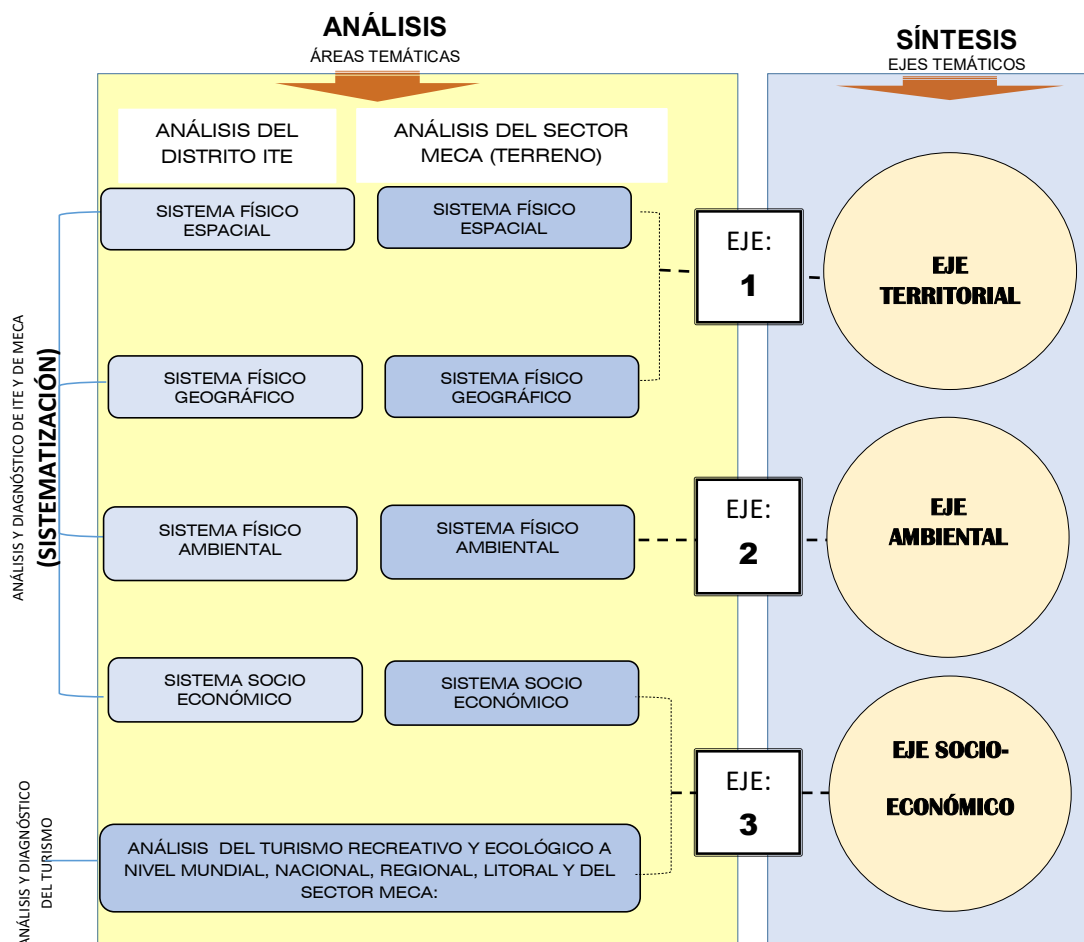 ANÁLISIS
ÁREAS TEMÁTICAS
SÍNTESIS
EJES TEMÁTICOS
ANÁLISIS DEL
DISTRITO ITE
ANÁLISIS DEL SECTOR
MECA (TERRENO)
ANÁLISIS Y DIAGNÓSTICO DE ITE Y DE MECA
(SISTEMATIZACIÓN)
SISTEMA FÍSICO
ESPACIAL
SISTEMA FÍSICO
ESPACIAL
EJE:
1
EJE
TERRITORIAL
SISTEMA FÍSICO
GEOGRÁFICO
SISTEMA FÍSICO
GEOGRÁFICO
SISTEMA FÍSICO
AMBIENTAL
SISTEMA FÍSICO
AMBIENTAL
EJE:
2
EJE
AMBIENTAL
SISTEMA SOCIO
ECONÓMICO
SISTEMA SOCIO
ECONÓMICO
EJE:
3
EJE SOCIO-
ECONÓMICO
ANÁLISIS Y DIAGNÓSTICO
DEL TURISMO
ANÁLISIS DEL TURISMO RECREATIVO Y ECOLÓGICO A
NIVEL MUNDIAL, NACIONAL, REGIONAL, LITORAL Y DEL
SECTOR MECA: